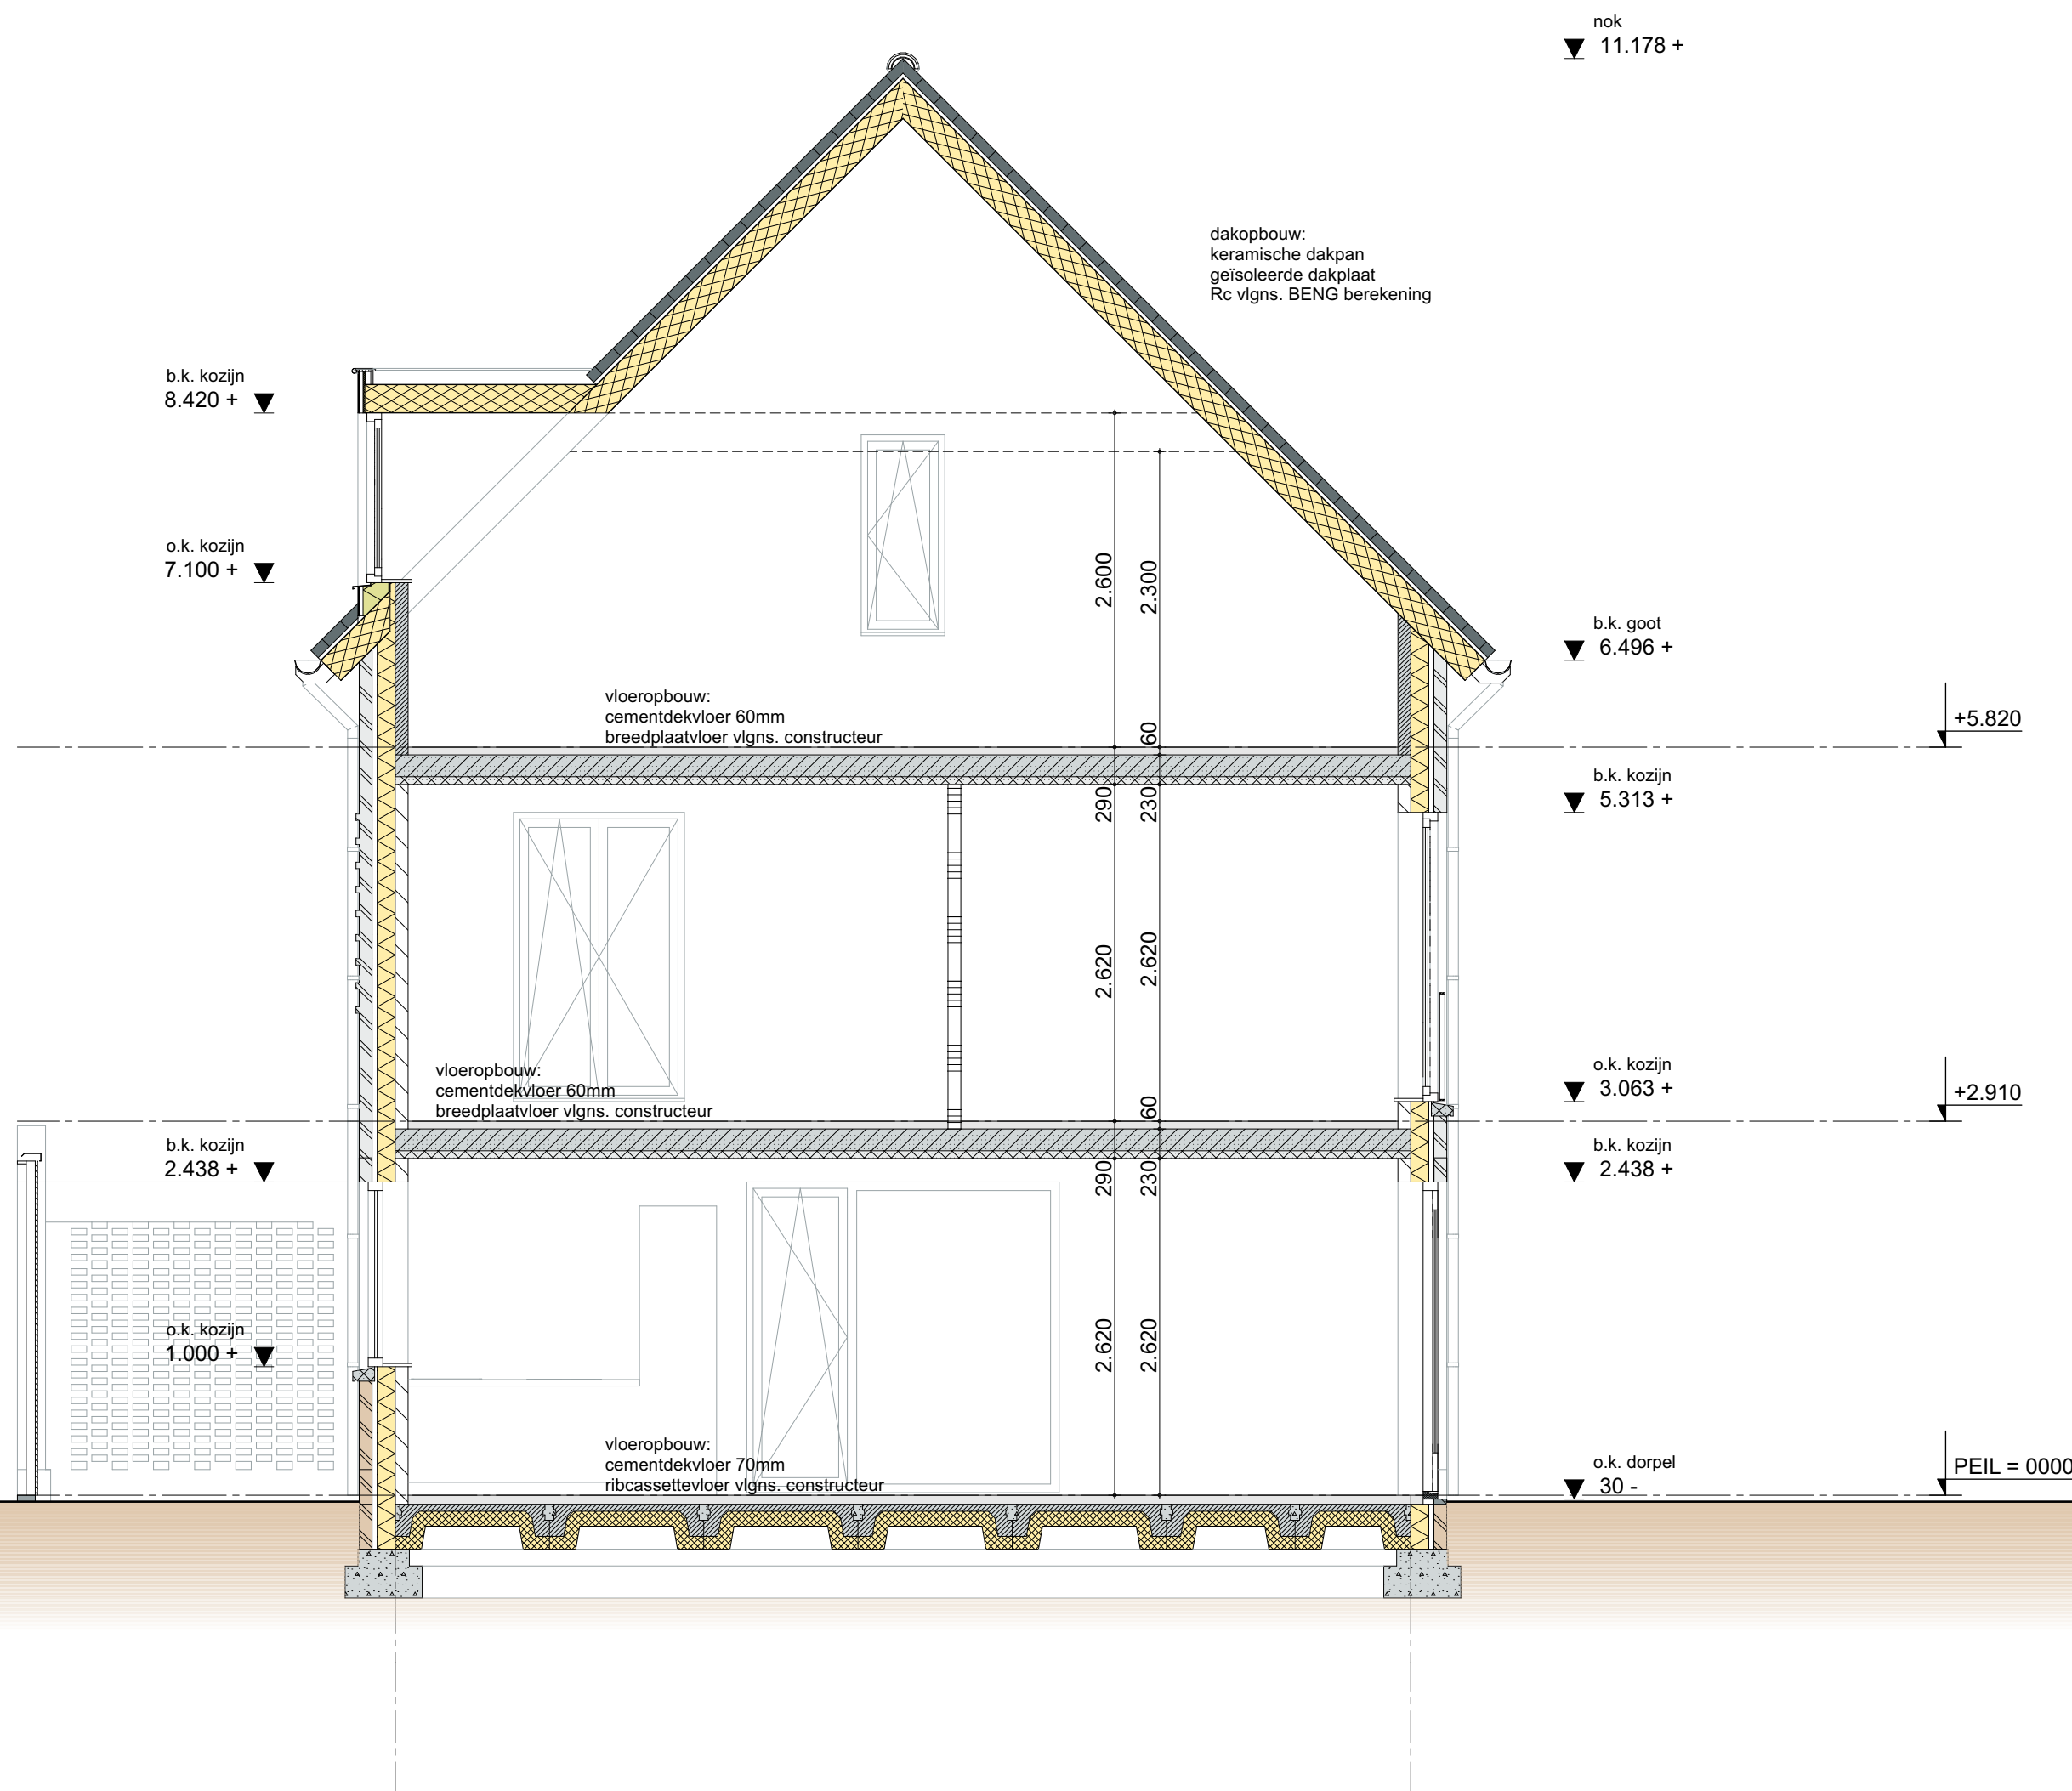 nok
11.178 +
dakopbouw:
keramische dakpan
geïsoleerde dakplaat
Rc vlgns. BENG berekening
b.k. kozijn
8.420 +
o.k. kozijn
7.100 +
2.600
2.300
b.k. goot
6.496 +
vloeropbouw:
cementdekvloer 60mm
breedplaatvloer vlgns. constructeur
60
+5.820
b.k. kozijn
5.313 +
290
230
2.620
2.620
vloeropbouw:
cementdekvloer 60mm
breedplaatvloer vlgns. constructeur
60
o.k. kozijn
3.063 +
+2.910
b.k. kozijn
2.438 +
b.k. kozijn
2.438 +
290
230
o.k. kozijn
1.000 +
2.620
2.620
vloeropbouw:
cementdekvloer 70mm
ribcassettevloer vlgns. constructeur
o.k. dorpel
30 -
PEIL = 0000